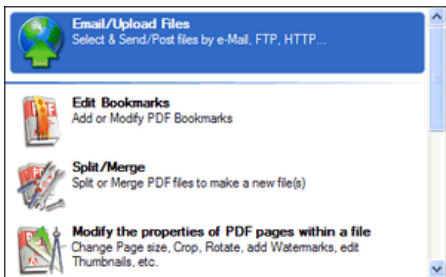 Email/Upload Files
Select & Send/Post files by e-Mail, FTP, HTTP...
Edit Bookmarks
Add or Modify PDF Bookmarks
Split/Merge
Split or Merge PDF files to make a new file(s)
Modify the properties of PDF pages within a file
Change Page size, Crop, Rotate, add Watermarks, edit
Thumbnails, etc.